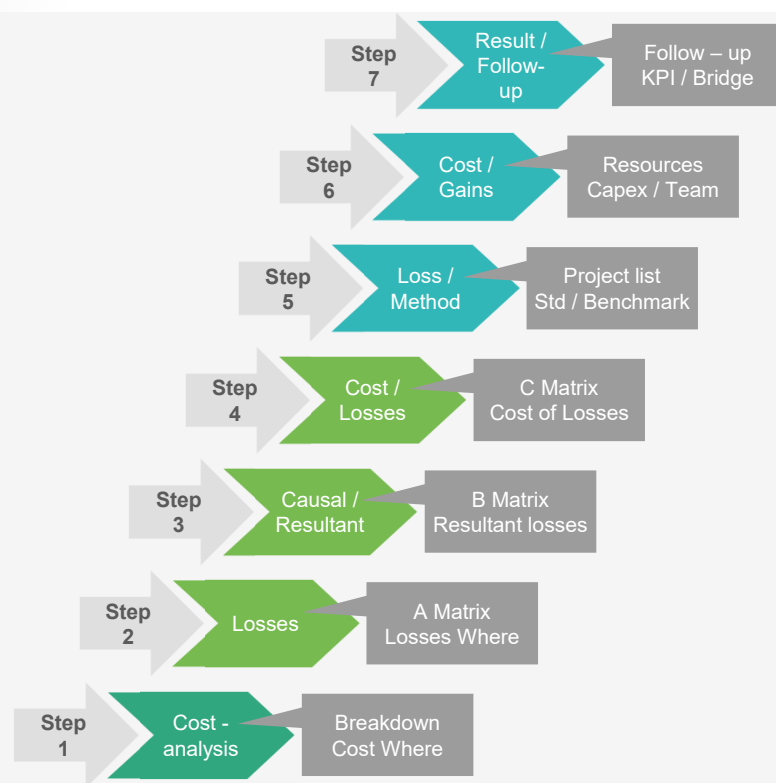 Step
7
Result /
Follow-
up
Follow – up
KPI / Bridge
Step
6
Cost /
Gains
Resources
Capex / Team
Step
5
Loss /
Method
Project list
Std / Benchmark
Step
4
Cost /
Losses
C Matrix
Cost of Losses
Step
3
Causal /
Resultant
B Matrix
Resultant losses
Step
2
Losses
A Matrix
Losses Where
Step
1
Cost -
analysis
Breakdown
Cost Where